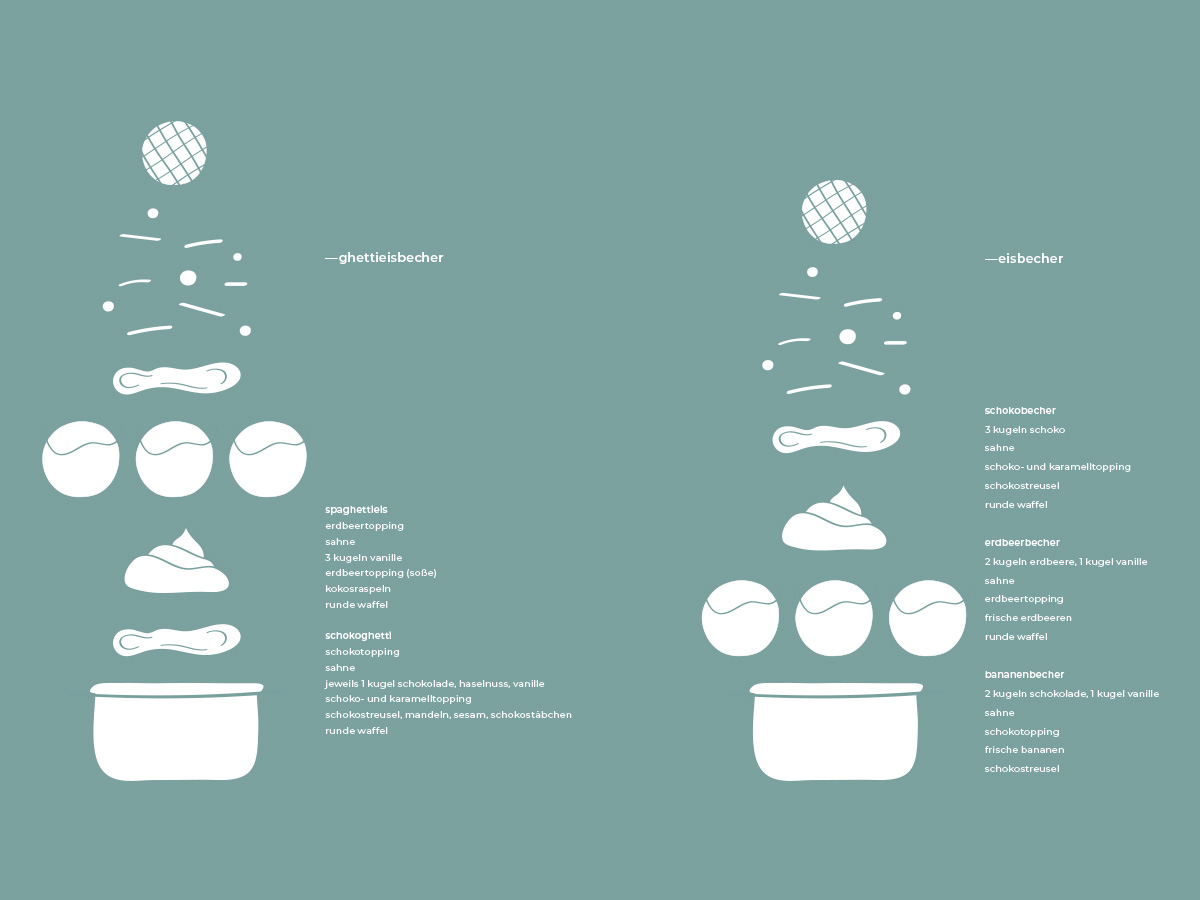 —ghettieisbecher
spaghettieis
erdbeertopping
sahne
3 kugeln vanille
erdbeertopping (soße)
kokosraspeln
runde waffel
schokoghetti
schokotopping
sahne
jeweils 1 kugel schokolade, haselnuss, vanille
schoko- und karamelltopping
schokostreusel, mandeln, sesam, schokostäbchen
runde waffel
—eisbecher
schokobecher
3 kugeln schoko
sahne
schoko- und karamelltopping
schokostreusel
runde waffel
erdbeerbecher
2 kugeln erdbeere, 1 kugel vanille
sahne
erdbeertopping
frische erdbeeren
runde waffel
bananenbecher
2 kugeln schokolade, 1 kugel vanille
sahne
schokotopping
frische bananen
schokostreusel